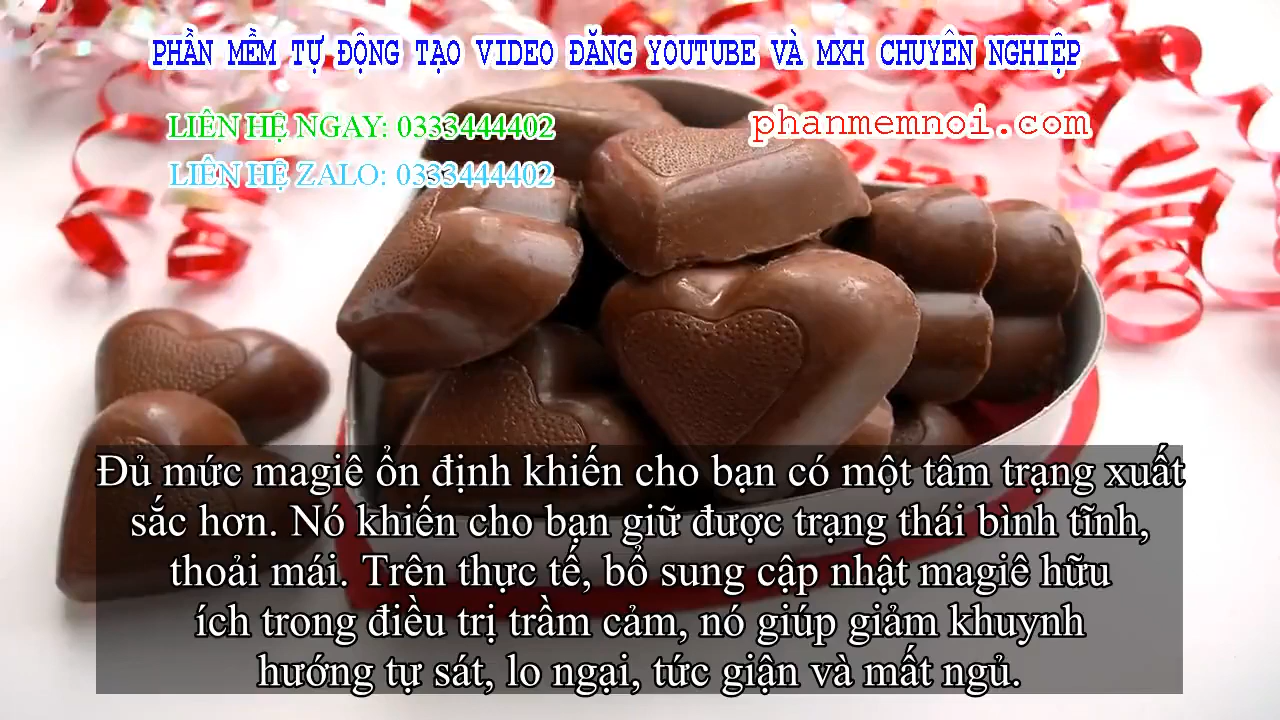 PHẦN MỀM TỰ ĐỘNG TẠO VIDEO ĐĂNG YOUTUBE VÀ MXH CHUYÊN NGHIỆP
LIÊN HỆ NGAY: 0333444402
phanmemnoi.com
LIÊN HỆ ZALO: 0333444402
Đủ mức magiê ổn định khiến cho bạn có một tâm trạng xuất
sắc hơn. Nó khiến cho bạn giữ được trạng thái bình tĩnh,
thoải mái. Trên thực tế, bổ sung cập nhật magiê hữu
ích trong điều trị trầm cảm, nó giúp giảm khuynh
hướng tự sát, lo ngại, tức giận và mất ngủ.